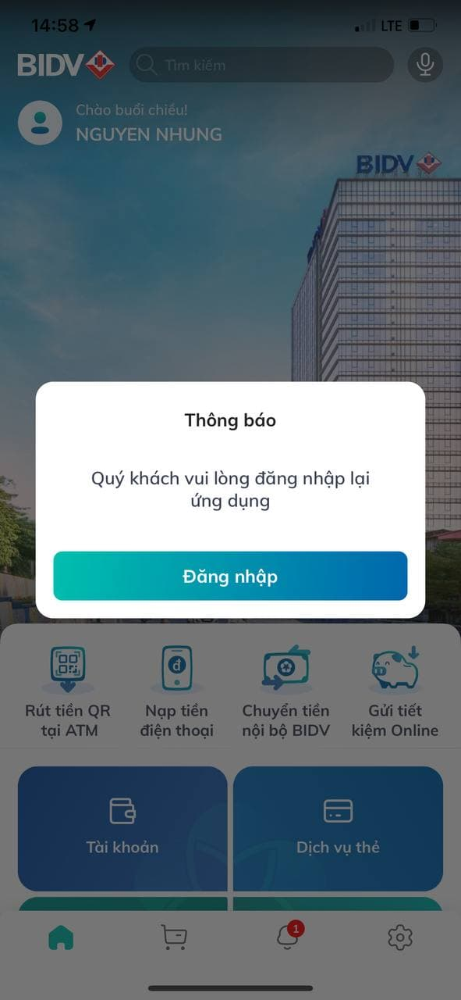 14:58
LTE
BIDV
Tìm kiếm
Chào buổi chiều!
NGUYEN NHUNG
BIDV
Thông báo
Quý khách vui lòng đăng nhập lại
ứng dụng
Đăng nhập
Rút tiền QR
tại ATM
Nạp tiền
điện thoại
Chuyển tiền
nội bộ BIDV
Gửi tiết
kiệm Online
Tài khoản
Dịch vụ thẻ
1